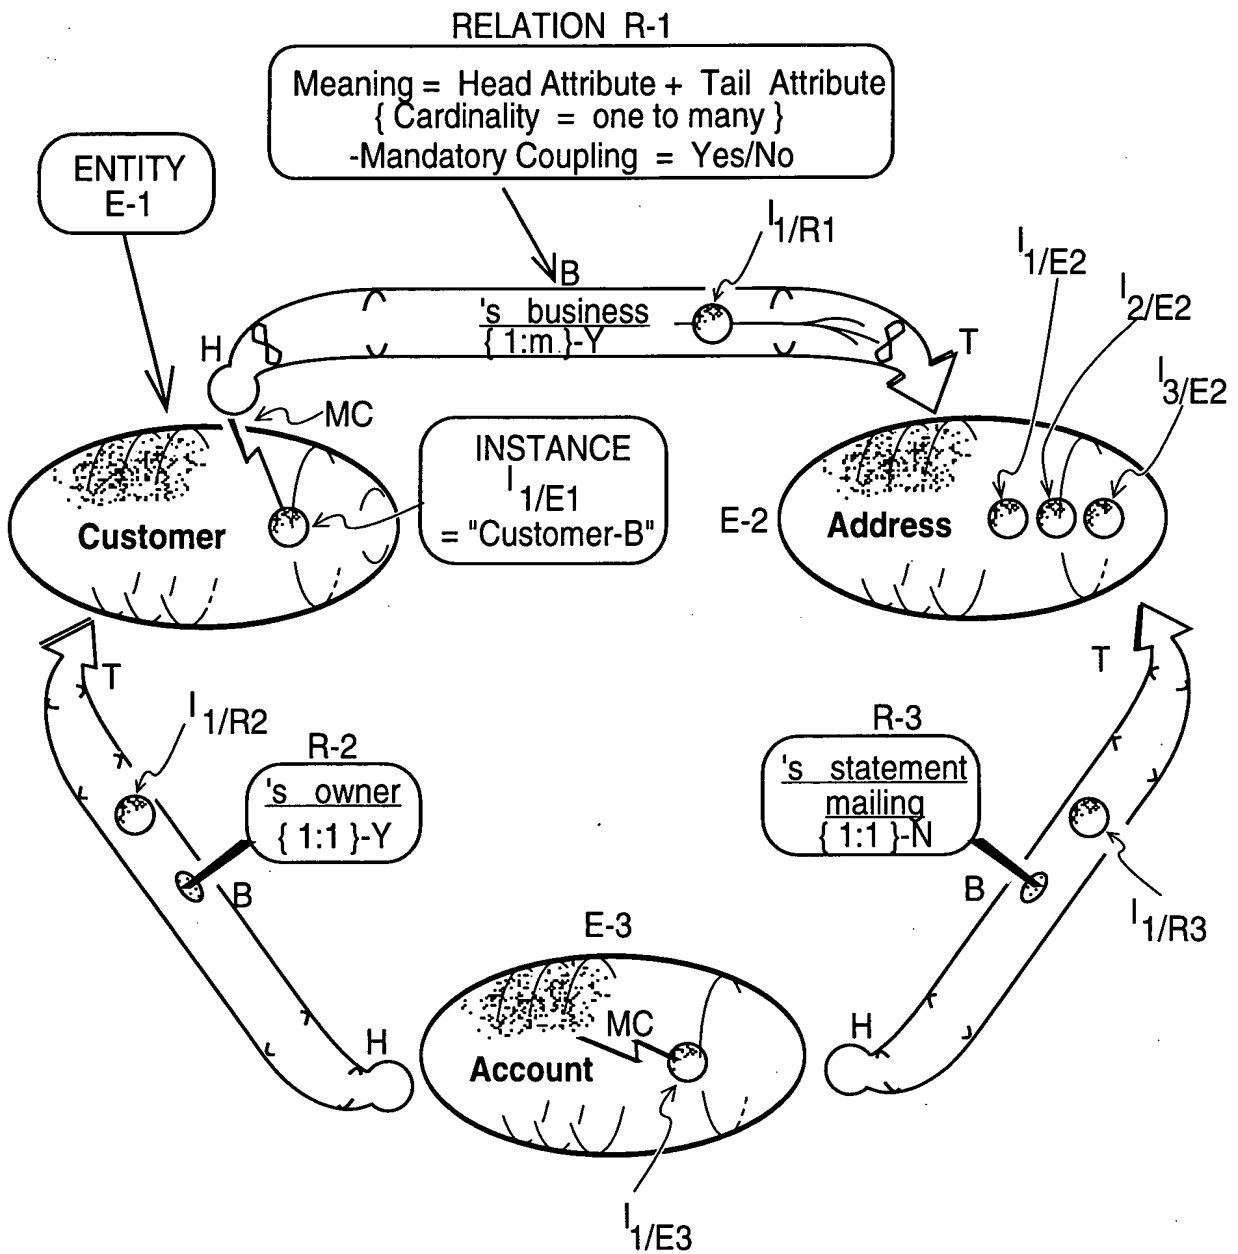 RELATION R-1
Meaning = Head Attribute + Tail Attribute
{ Cardinality = one to many }
-Mandatory Coupling = Yes/No
ENTITY
E-1
I1/R1
I1/E2
I2/E2
I3/E2
B
's business
{ 1:m }-Y
H
T
MC
INSTANCE
I1/E1
= "Customer-B"
Customer
E-2
Address
T
T
I1/R2
R-2
's owner
{ 1:1 }-Y
R-3
's statement
mailing
{ 1:1 }-N
B
B
I1/R3
E-3
H
MC
H
Account
I1/E3